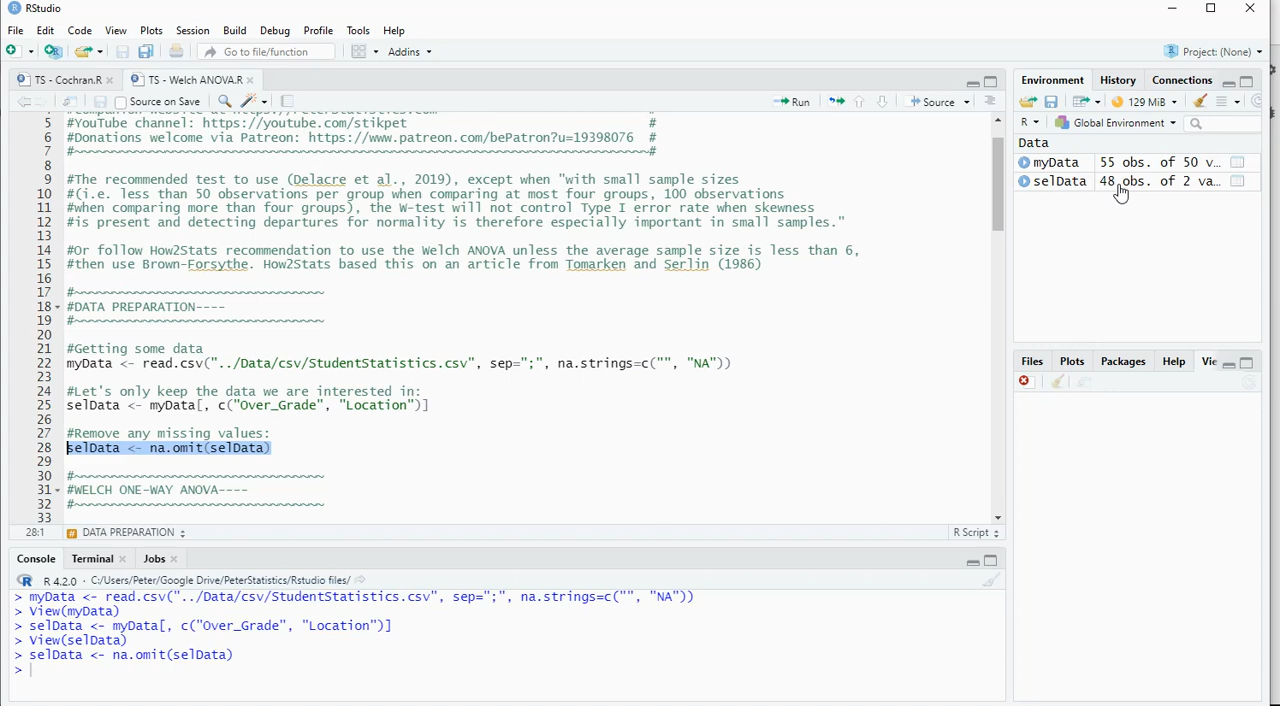 RStudio
File Edit Code View Plots Session Build Debug Profile Tools Help
Go to file/function Addins Project: (None)
TS - Cochran.R TS - Welch ANOVA.R
Source on Save Run Source
5 #YouTube channel: https://youtube.com/stikpet #
6 #Donations welcome via Patreon: https://www.patreon.com/bePatron?u=19398076 #
7 #~~~~~~~~~~~~~~~~~~~~~~~~~~~~~~~~~~~~~~~~~~~~~~~~~~~~~~~~~~~~~~~~~~~~~~~~~~~#
8
9 #The recommended test to use (Delacre et al., 2019), except when "with small sample sizes
10 #(i.e. less than 50 observations per group when comparing at most four groups, 100 observations
11 #when comparing more than four groups), the W-test will not control Type I error rate when skewness
12 #is present and detecting departures for normality is therefore especially important in small samples."
13
14 #Or follow How2Stats recommendation to use the Welch ANOVA unless the average sample size is less than 6,
15 #then use Brown-Forsythe. How2Stats based this on an article from Tomarken and Serlin (1986)
16
17 #~~~~~~~~~~~~~~~~~~~~~~~~~~~~~~~~~
18 #DATA PREPARATION----
19 #~~~~~~~~~~~~~~~~~~~~~~~~~~~~~~~~~
20
21 #Getting some data
22 myData <- read.csv("../Data/csv/StudentStatistics.csv", sep=";", na.strings=c("", "NA"))
23
24 #Let's only keep the data we are interested in:
25 selData <- myData[, c("Over_Grade", "Location")]
26
27 #Remove any missing values:
28 selData <- na.omit(selData)
29
30 #~~~~~~~~~~~~~~~~~~~~~~~~~~~~~~~~~
31 #WELCH ONE-WAY ANOVA----
32 #~~~~~~~~~~~~~~~~~~~~~~~~~~~~~~~~~
33
28:1 DATA PREPARATION R Script
Console Terminal Jobs
R 4.2.0 · C:/Users/Peter/Google Drive/PeterStatistics/Rstudio files/
> myData <- read.csv("../Data/csv/StudentStatistics.csv", sep=";", na.strings=c("", "NA"))
> View(myData)
> selData <- myData[, c("Over_Grade", "Location")]
> View(selData)
> selData <- na.omit(selData)
>
Environment History Connections
129 MiB
R Global Environment
Data
myData 55 obs. of 50 v…
selData 48 obs. of 2 va…
Files Plots Packages Help Vie